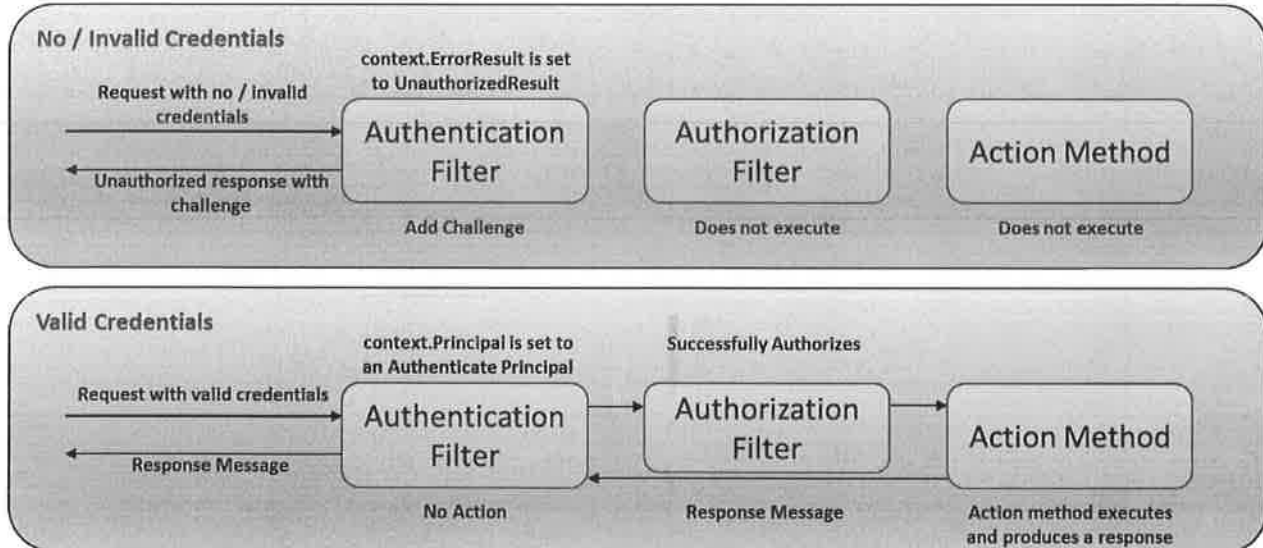 No / Invalid Credentials
context.ErrorResult is set
to UnauthorizedResult
Request with no / invalid
credentials
Unauthorized response with
challenge
Authentication
Filter
Add Challenge
Authorization
Filter
Does not execute
Action Method
Does not execute
Valid Credentials
context.Principal is set to
an Authenticate Principal
Successfully Authorizes
Request with valid credentials
Response Message
Authentication
Filter
No Action
Authorization
Filter
Response Message
Action Method
Action method executes
and produces a response